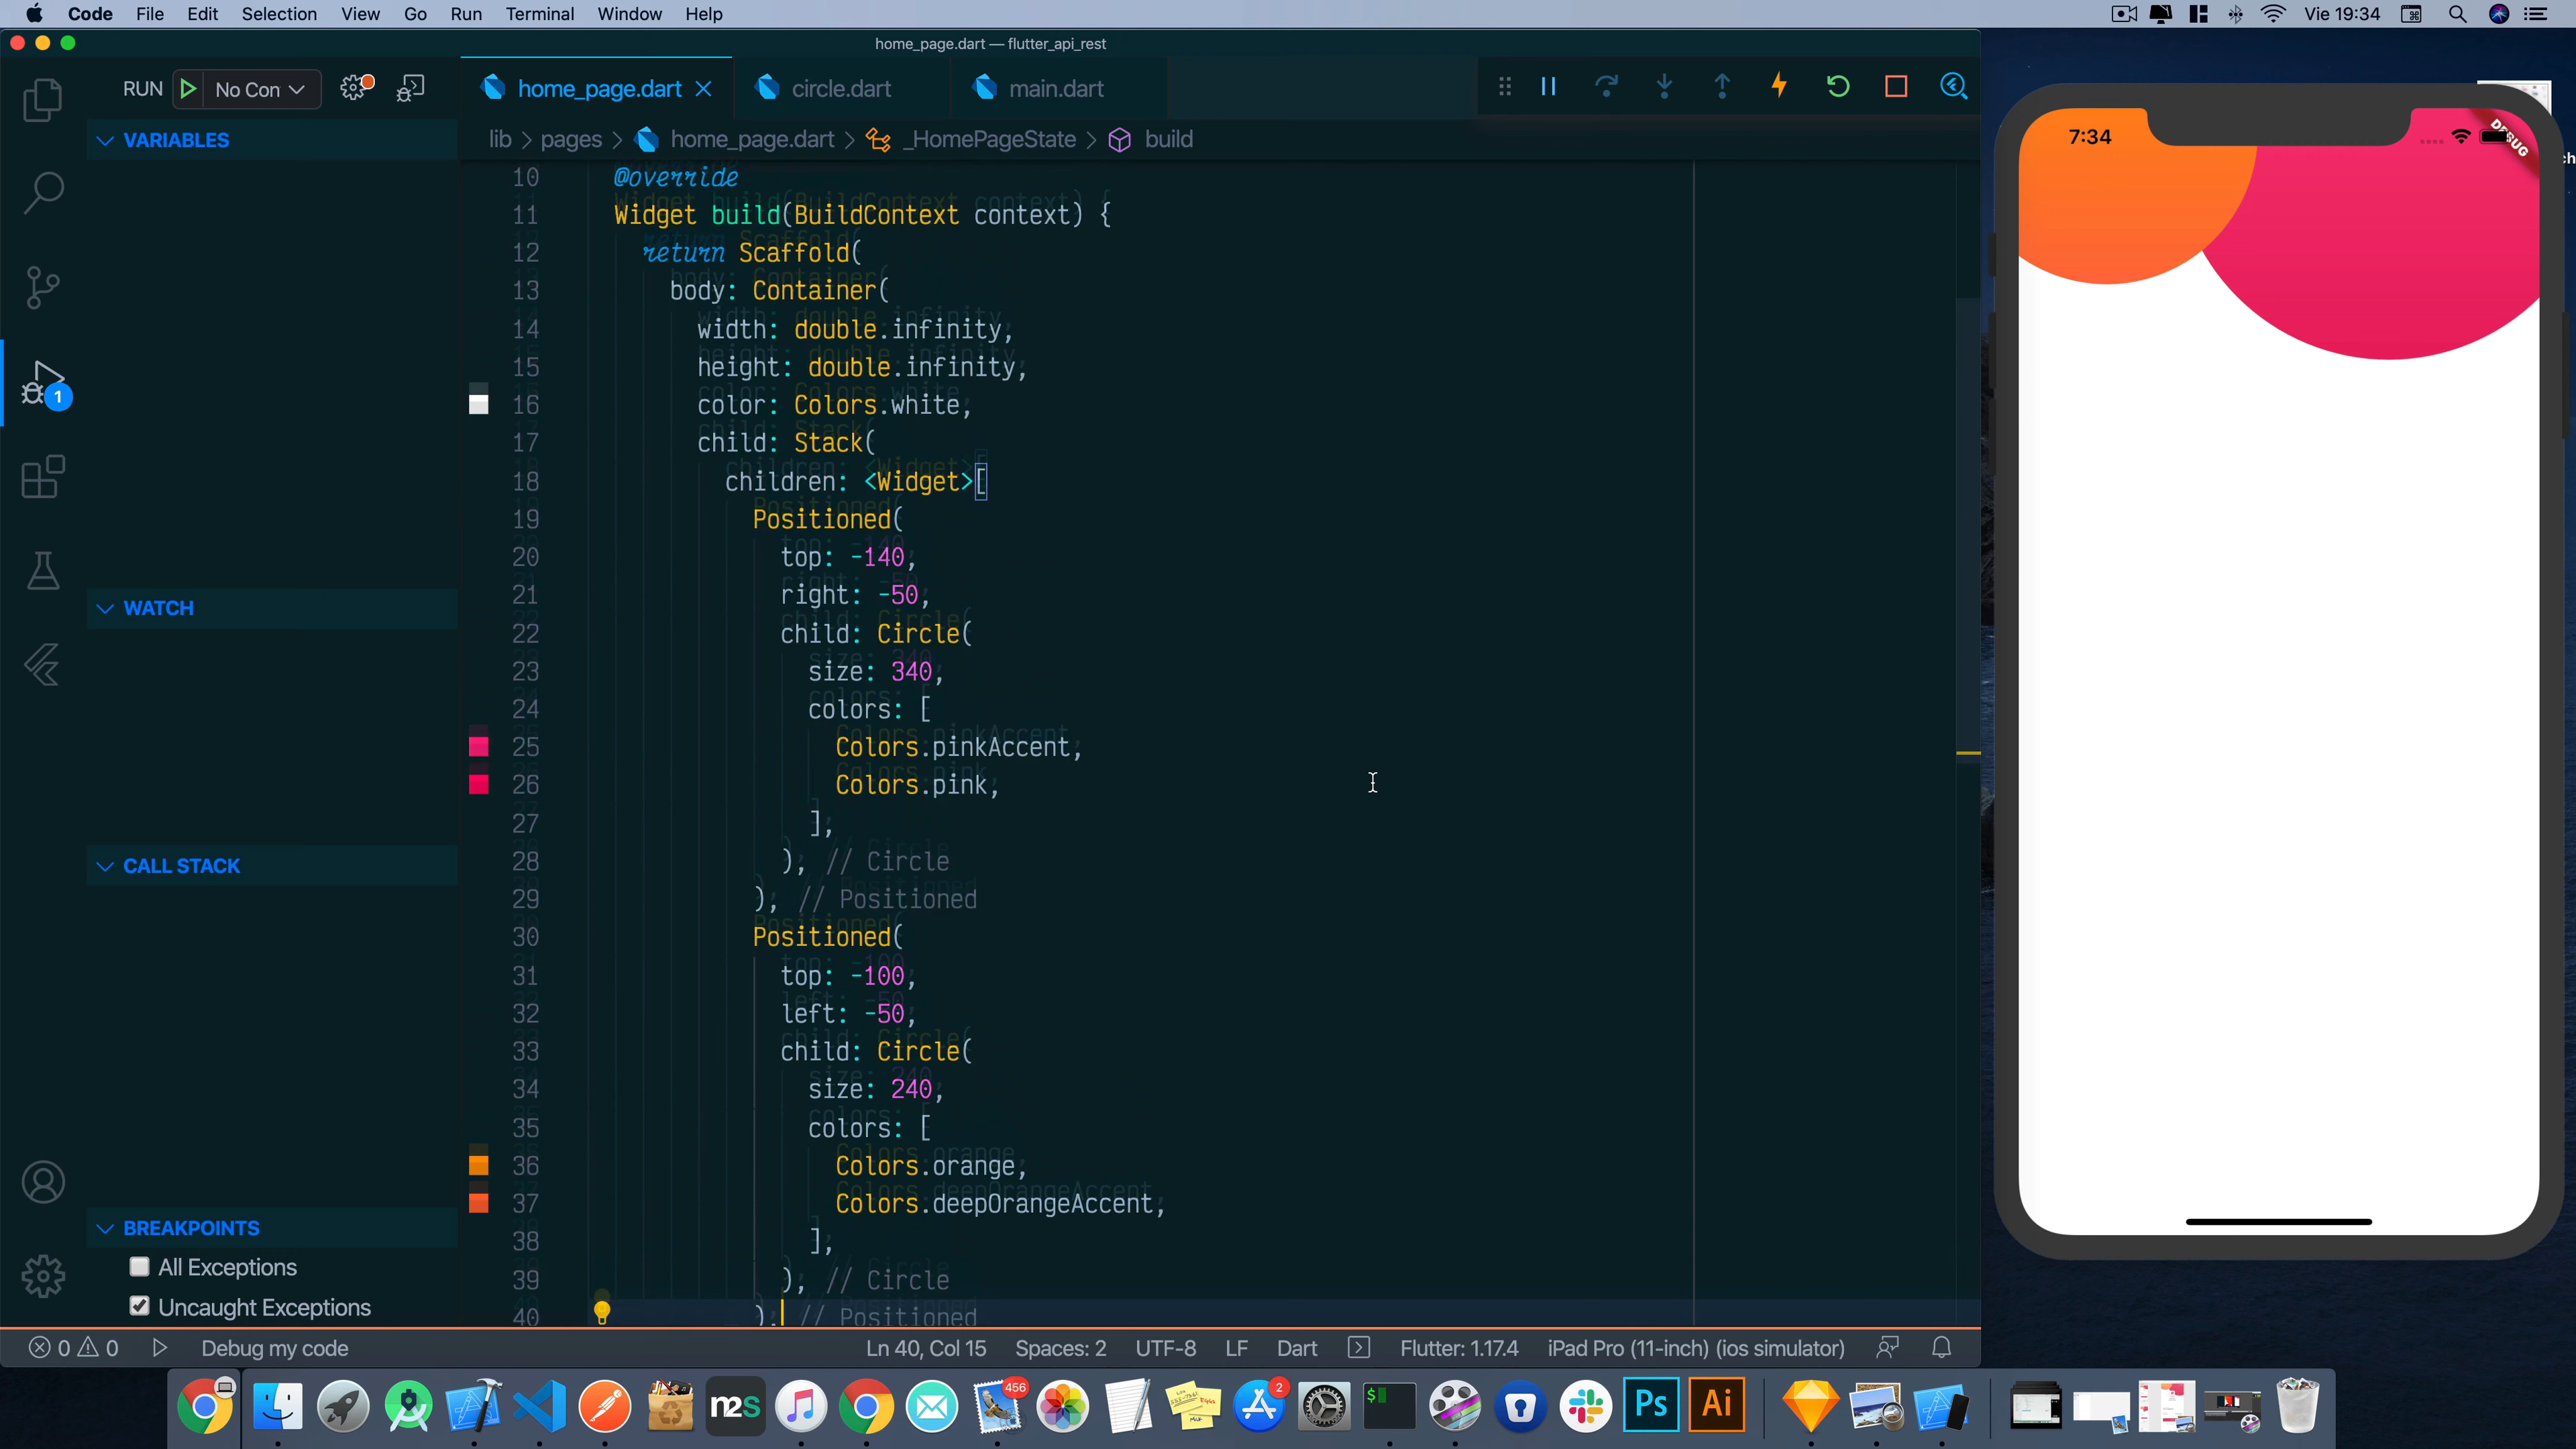 Code File Edit Selection View Go Run Terminal Window Help
Vie 19:34
home_page.dart — flutter_api_rest
RUN No Con
home_page.dart circle.dart main.dart
lib > pages > home_page.dart > _HomePageState > build
VARIABLES
WATCH
CALL STACK
BREAKPOINTS
All Exceptions
Uncaught Exceptions
1
10 @override
11 Widget build(BuildContext context) {
12 return Scaffold(
13 body: Container(
14 width: double.infinity,
15 height: double.infinity,
16 color: Colors.white,
17 child: Stack(
18 children: <Widget>[
19 Positioned(
20 top: -140,
21 right: -50,
22 child: Circle(
23 size: 340,
24 colors: [
25 Colors.pinkAccent,
26 Colors.pink,
27 ],
28 ), // Circle
29 ), // Positioned
30 Positioned(
31 top: -100,
32 left: -50,
33 child: Circle(
34 size: 240,
35 colors: [
36 Colors.orange,
37 Colors.deepOrangeAccent,
38 ],
39 ), // Circle
40 ), // Positioned
7:34
DEBUG
0 0 Debug my code Ln 40, Col 15 Spaces: 2 UTF-8 LF Dart Flutter: 1.17.4 iPad Pro (11-inch) (ios simulator)
n2s 456 2 $ Ps Ai